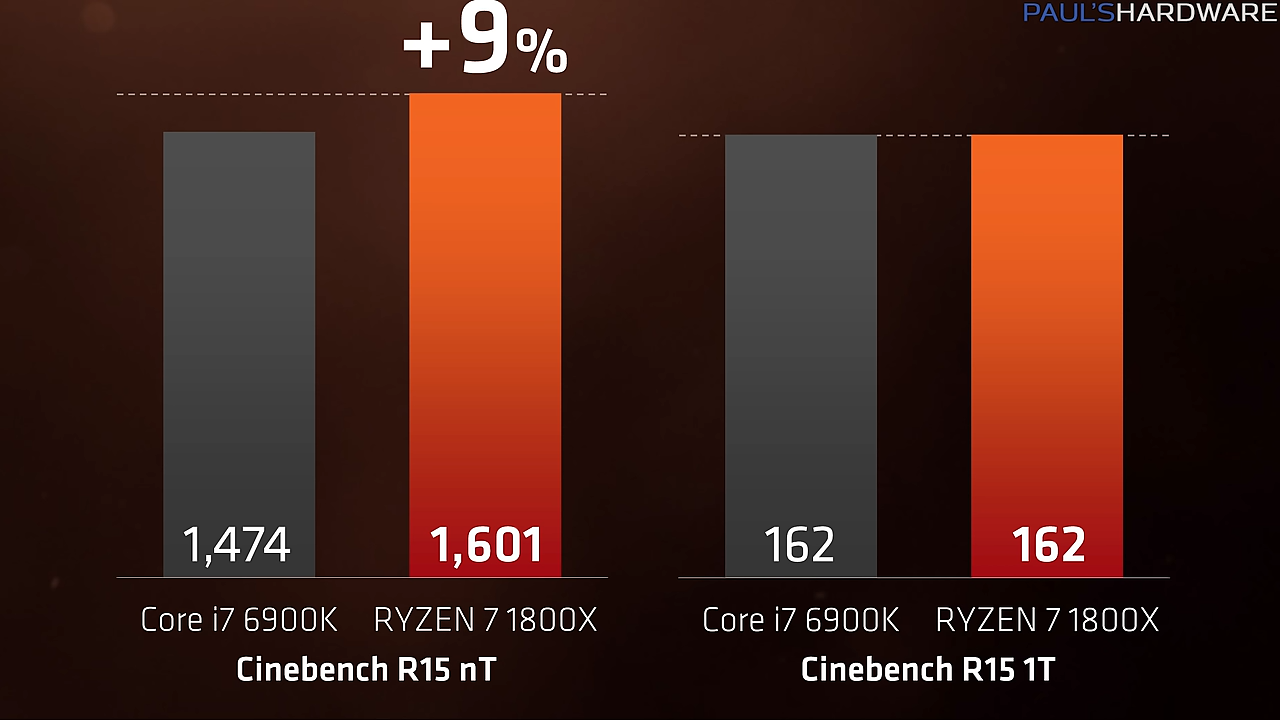 PAUL'SHARDWARE
+9%
1,474 1,601
Core i7 6900K RYZEN 7 1800X
Cinebench R15 nT
162 162
Core i7 6900K RYZEN 7 1800X
Cinebench R15 1T